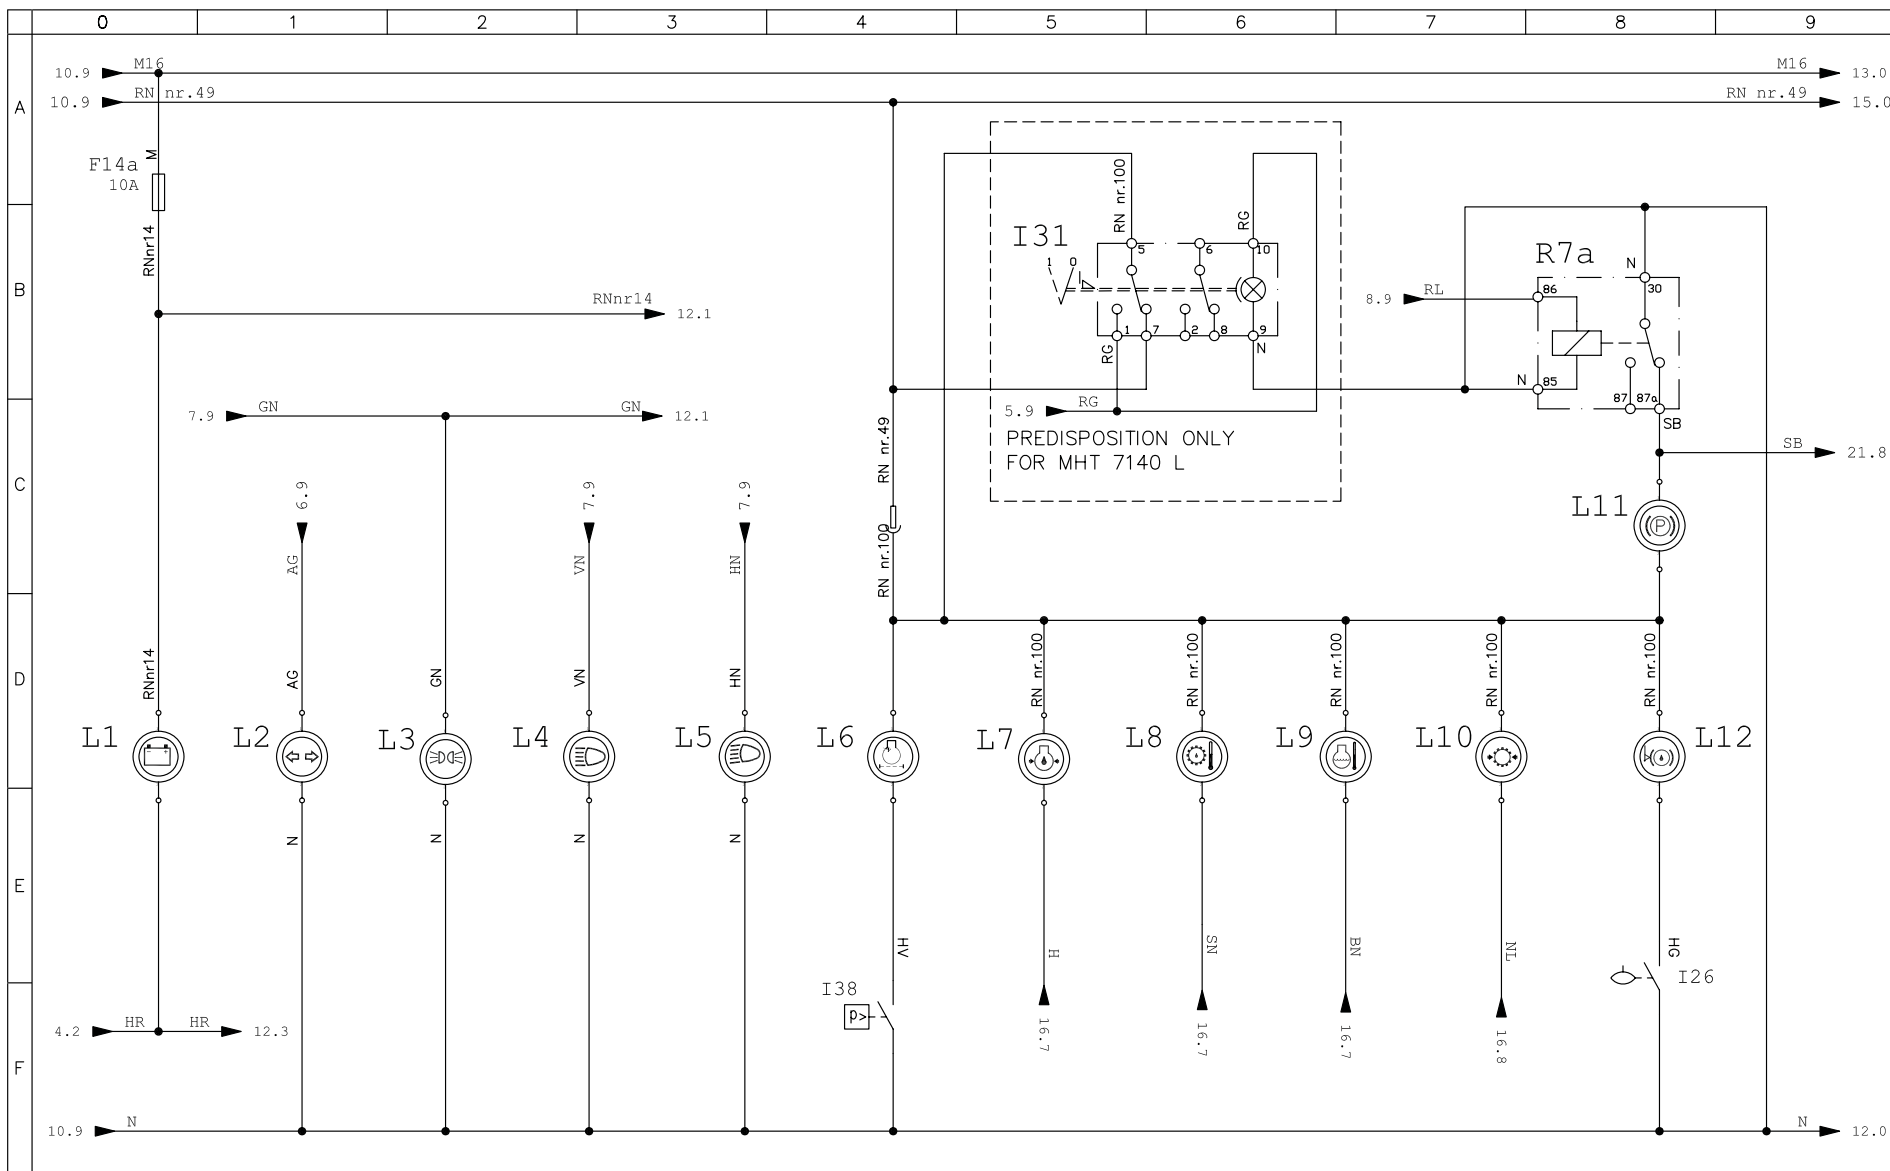 0 1 2 3 4 5 6 7 8 9
A
B
C
D
E
F
10.9 M16 M16 13.0
10.9 RN nr.49 RN nr.49 15.0
M
F14a
10A
RNnr14
RNnr14 12.1
7.9 GN GN 12.1
RN nr.100
RG
I31
1 0
5 6 10
1 7 2 8 9
RG N
5.9 RG
PREDISPOSITION ONLY
FOR MHT 7140 L
R7a
N
30
86
8.9 RL
N 85
87 87a
SB
SB 21.8
L11
P
RN nr.49
RN nr.100
6.9
7.9
7.9
AG
VN
HN
RNnr14
AG
GN
VN
HN
RN nr.100
RN nr.100
RN nr.100
RN nr.100
RN nr.100
L1 L2 L3 L4 L5 L6 L7 L8 L9 L10 L12
N
N
N
N
HV
H
SN
BN
NL
HG
I38
p>
I26
16.7
16.7
16.7
16.8
4.2 HR HR 12.3
10.9 N N 12.0